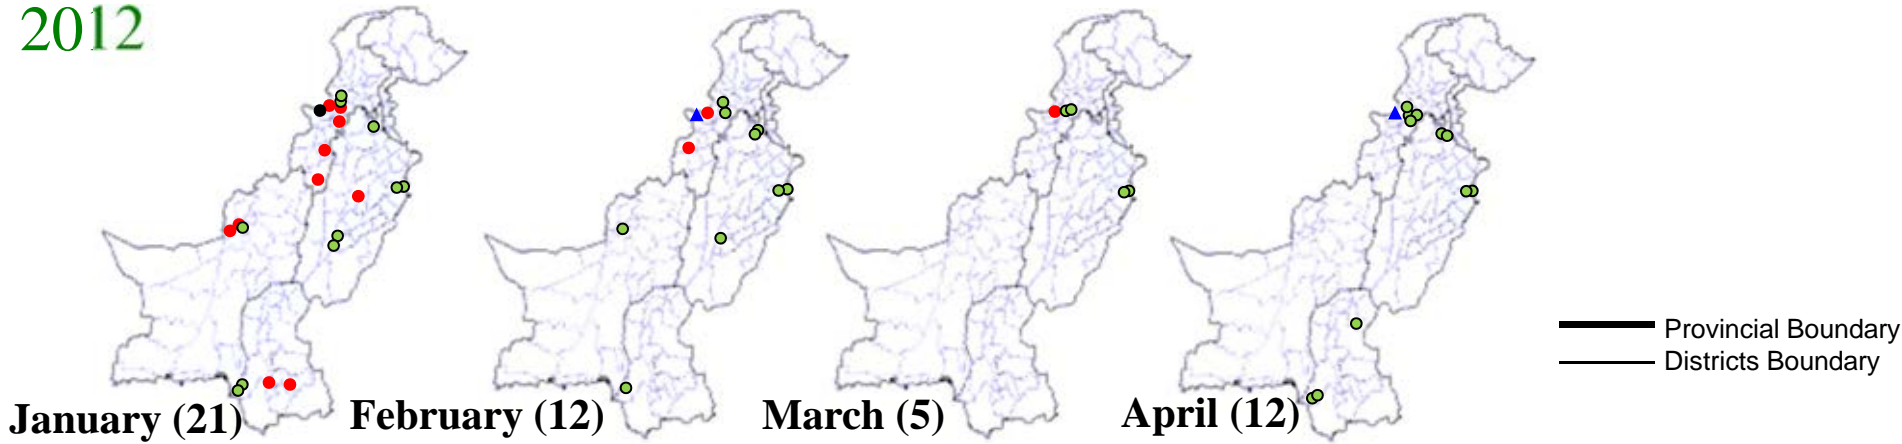 2012
Provincial Boundary
Districts Boundary
January (21)
February (12)
March (5)
April (12)